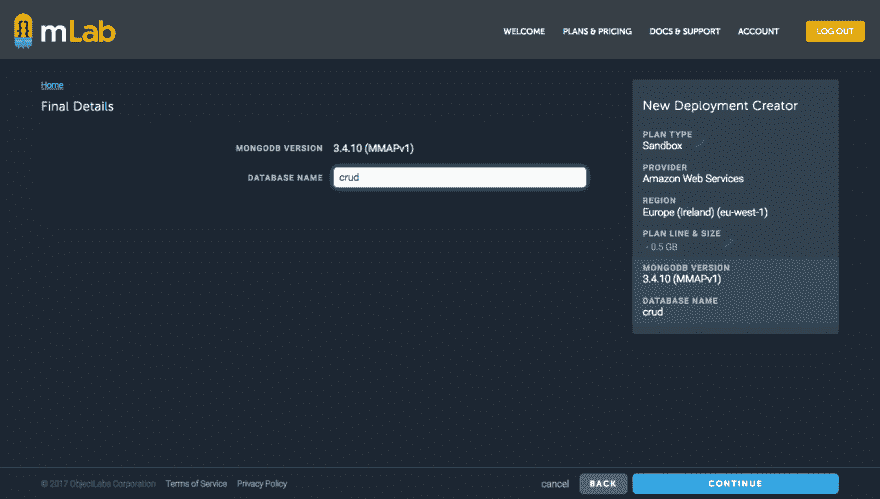 mLab
WELCOME PLANS & PRICING DOCS & SUPPORT ACCOUNT LOG OUT
Home
Final Details
MONGODB VERSION 3.4.10 (MMAPv1)
DATABASE NAME crud
New Deployment Creator
PLAN TYPE
Sandbox
PROVIDER
Amazon Web Services
REGION
Europe (Ireland) (eu-west-1)
PLAN LINE & SIZE
- 0.5 GB
MONGODB VERSION
3.4.10 (MMAPv1)
DATABASE NAME
crud
© 2017 ObjectLabs Corporation Terms of Service Privacy Policy cancel BACK CONTINUE